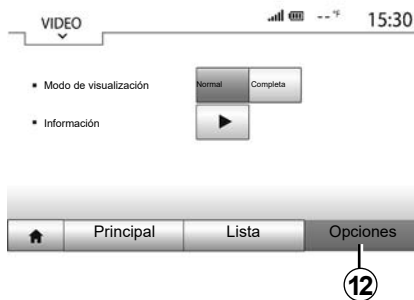 VIDEO
--°F
15:30
▪ Modo de visualización
Normal
Completa
▪ Información
Principal
Lista
Opciones
12